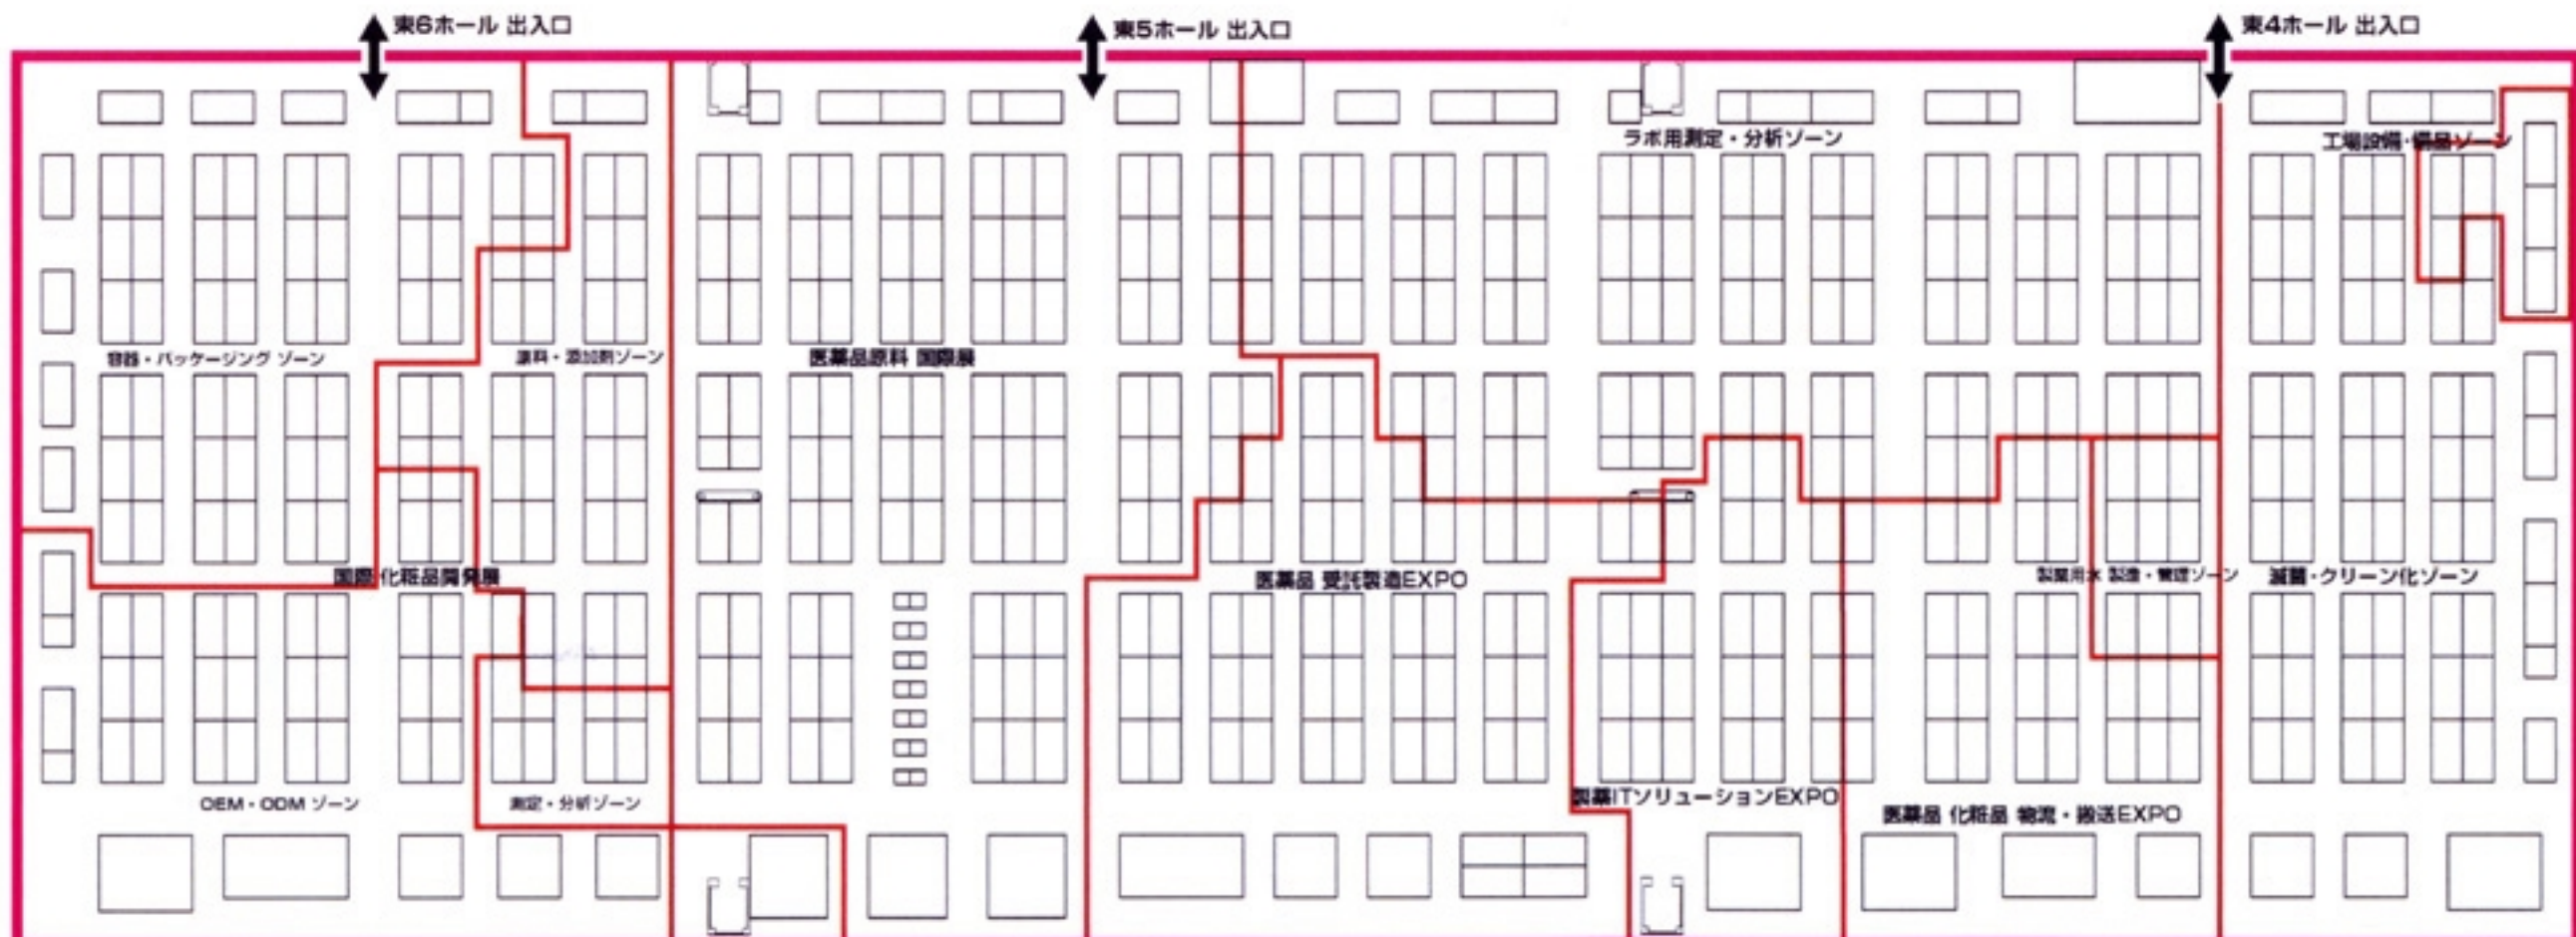 東6ホール 出入口
東5ホール 出入口
東4ホール 出入口
ラボ用測定・分析ゾーン
工場設備・備品ゾーン
容器・パッケージング ゾーン
原料・添加剤ゾーン
医薬品原料 国際展
国際 化粧品開発展
医薬品 受託製造EXPO
製薬用水 製造・管理ゾーン
滅菌・クリーン化ゾーン
OEM・ODM ゾーン
測定・分析ゾーン
製薬ITソリューションEXPO
医薬品 化粧品 物流・搬送EXPO